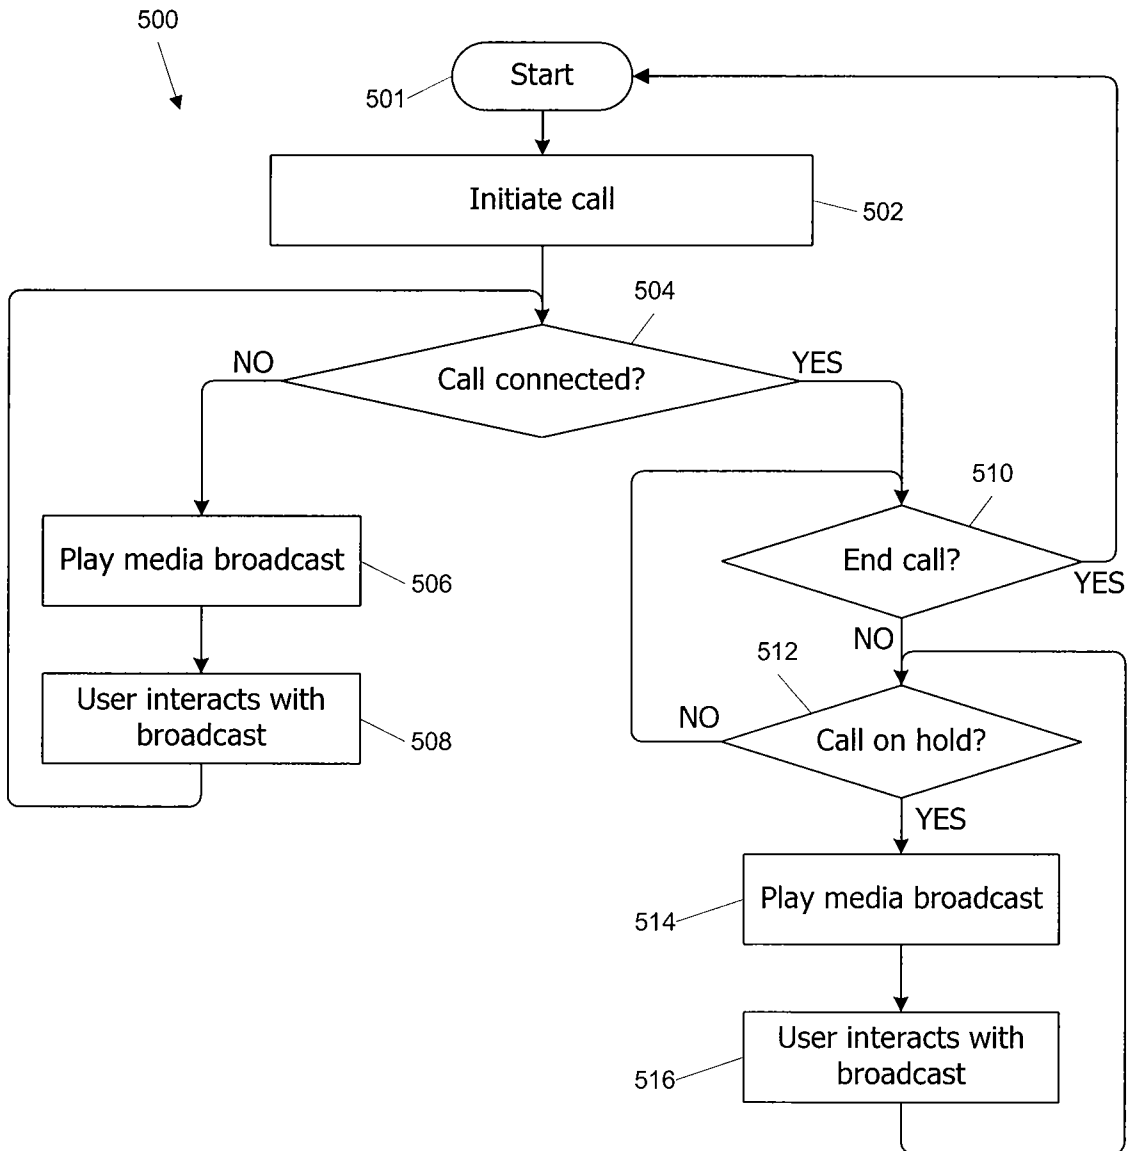 500
Start
501
Initiate call
502
504
NO
YES
Call connected?
510
Play media broadcast
506
End call?
YES
NO
512
User interacts with
broadcast
508
NO
Call on hold?
YES
Play media broadcast
514
User interacts with
broadcast
516